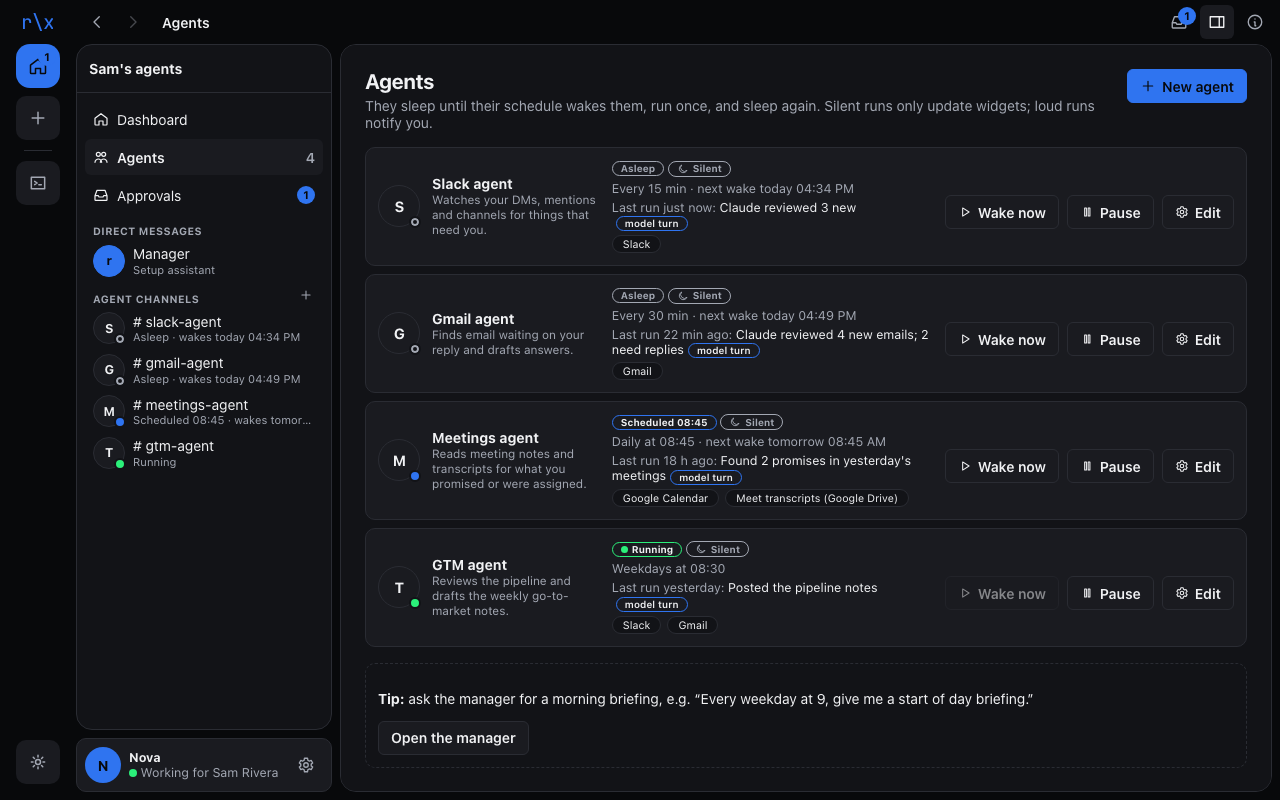 r\x
Agents
1
1
Sam's agents
Dashboard
Agents 4
Approvals 1
DIRECT MESSAGES
r
Manager
Setup assistant
AGENT CHANNELS
S
# slack-agent
Asleep · wakes today 04:34 PM
G
# gmail-agent
Asleep · wakes today 04:49 PM
M
# meetings-agent
Scheduled 08:45 · wakes tomor...
T
# gtm-agent
Running
N
Nova
Working for Sam Rivera
Agents
They sleep until their schedule wakes them, run once, and sleep again. Silent runs only update widgets; loud runs
notify you.
New agent
S
Slack agent
Watches your DMs, mentions
and channels for things that
need you.
Asleep Silent
Every 15 min · next wake today 04:34 PM
Last run just now: Claude reviewed 3 new
model turn
Slack
Wake now Pause Edit
G
Gmail agent
Finds email waiting on your
reply and drafts answers.
Asleep Silent
Every 30 min · next wake today 04:49 PM
Last run 22 min ago: Claude reviewed 4 new emails; 2
need replies model turn
Gmail
Wake now Pause Edit
M
Meetings agent
Reads meeting notes and
transcripts for what you
promised or were assigned.
Scheduled 08:45 Silent
Daily at 08:45 · next wake tomorrow 08:45 AM
Last run 18 h ago: Found 2 promises in yesterday's
meetings model turn
Google Calendar Meet transcripts (Google Drive)
Wake now Pause Edit
T
GTM agent
Reviews the pipeline and
drafts the weekly go-to-
market notes.
Running Silent
Weekdays at 08:30
Last run yesterday: Posted the pipeline notes
model turn
Slack Gmail
Wake now Pause Edit
Tip: ask the manager for a morning briefing, e.g. “Every weekday at 9, give me a start of day briefing.”
Open the manager